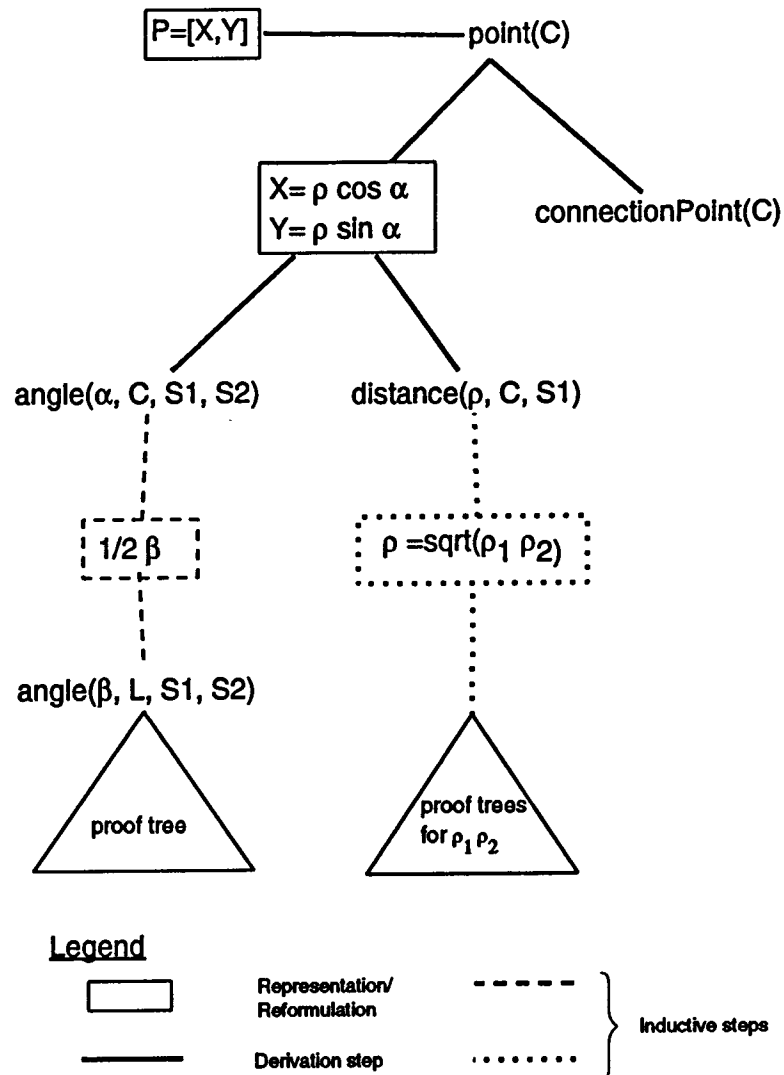 P=[X,Y]
point(C)
X= ρ cos α
Y= ρ sin α
connectionPoint(C)
angle(α, C, S1, S2)
distance(ρ, C, S1)
1/2 β
ρ =sqrt(ρ₁ ρ₂)
angle(β, L, S1, S2)
proof tree
proof trees
for ρ₁ ρ₂
Legend
Representation/
Reformulation
Inductive steps
Derivation step